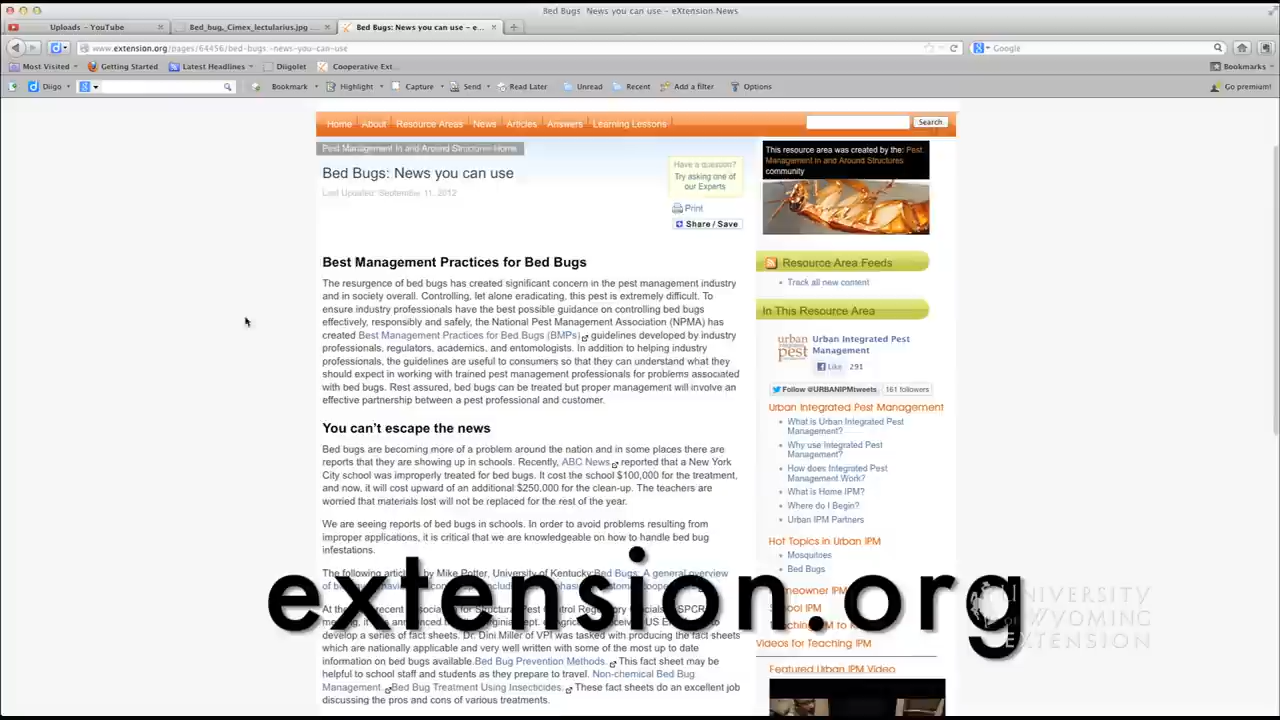 Bed Bugs: News you can use – eXtension News
Uploads – YouTube
Bed_bug,_Cimex_lectularius.jpg ...
Bed Bugs: News you can use – e...
www.extension.org/pages/64456/bed-bugs:-news-you-can-use
Google
Most Visited
Getting Started
Latest Headlines
Diigolet
Cooperative Ext...
Bookmarks
Diigo
Bookmark
Highlight
Capture
Send
Read Later
Unread
Recent
Add a filter
Options
Go premium!
Home
About
Resource Areas
News
Articles
Answers
Learning Lessons
Search
Pest Management In and Around Structures Home
Bed Bugs: News you can use
Last Updated: September 11, 2012
Have a question?
Try asking one of
our Experts
Print
Share / Save
Best Management Practices for Bed Bugs
The resurgence of bed bugs has created significant concern in the pest management industry
and in society overall. Controlling, let alone eradicating, this pest is extremely difficult. To
ensure industry professionals have the best possible guidance on controlling bed bugs
effectively, responsibly and safely, the National Pest Management Association (NPMA) has
created Best Management Practices for Bed Bugs (BMPs) guidelines developed by industry
professionals, regulators, academics, and entomologists. In addition to helping industry
professionals, the guidelines are useful to consumers so that they can understand what they
should expect in working with trained pest management professionals for problems associated
with bed bugs. Rest assured, bed bugs can be treated but proper management will involve an
effective partnership between a pest professional and customer.
You can't escape the news
Bed bugs are becoming more of a problem around the nation and in some places there are
reports that they are showing up in schools. Recently, ABC News reported that a New York
City school was improperly treated for bed bugs. It cost the school $100,000 for the treatment,
and now, it will cost upward of an additional $250,000 for the clean-up. The teachers are
worried that materials lost will not be replaced for the rest of the year.
We are seeing reports of bed bugs in schools. In order to avoid problems resulting from
improper applications, it is critical that we are knowledgeable on how to handle bed bug
infestations.
The following article by Mike Potter, University of Kentucky:Bed Bugs: A general overview
develop a series of fact sheets. Dr. Dini Miller of VPI was tasked with producing the fact sheets
which are nationally applicable and very well written with some of the most up to date
information on bed bugs available.Bed Bug Prevention Methods. This fact sheet may be
helpful to school staff and students as they prepare to travel. Non-chemical Bed Bug
Management. Bed Bug Treatment Using Insecticides. These fact sheets do an excellent job
discussing the pros and cons of various treatments.
This resource area was created by the: Pest
Management In and Around Structures
community
Resource Area Feeds
Track all new content
In This Resource Area
urban
pest
Urban Integrated Pest
Management
Like 291
Follow @URBANIPMtweets
161 followers
Urban Integrated Pest Management
What is Urban Integrated Pest
Management?
Why use Integrated Pest
Management?
How does Integrated Pest
Management Work?
What is Home IPM?
Where do I Begin?
Urban IPM Partners
Hot Topics in Urban IPM
Mosquitoes
Bed Bugs
Homeowner IPM
School IPM
Videos for Teaching IPM
Featured Urban IPM Video
extension.org
UNIVERSITY
OF WYOMING
EXTENSION